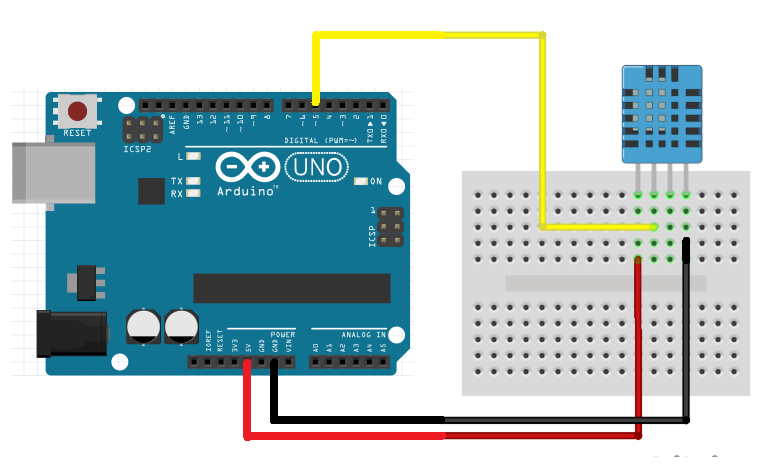 RESET
ICSP2
AREF
GND
13
12
~11
~10
~9
8
7
~6
~5
4
~3
2
TXO▶1
RXO◀0
DIGITAL (PWM=~)
L
TX
RX
UNO
ON
Arduino™
1
ICSP
POWER
ANALOG IN
IOREF
RESET
3V3
5V
GND
GND
VIN
A0
A1
A2
A3
A4
A5